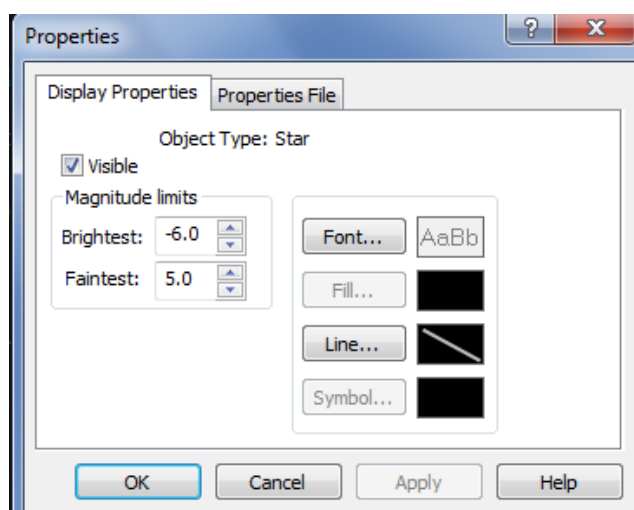 Properties
?
X
Display Properties Properties File
Object Type: Star
Visible
Magnitude limits
Brightest: -6.0
Faintest: 5.0
Font... AaBb
Fill...
Line...
Symbol...
OK Cancel Apply Help